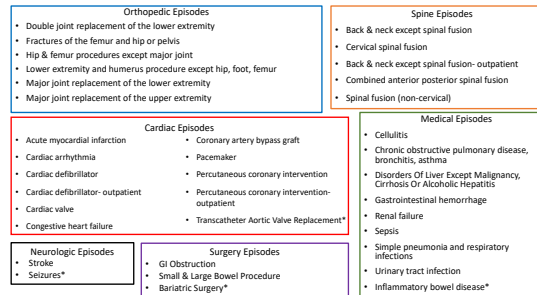 Orthopedic Episodes
• Double joint replacement of the lower extremity
• Fractures of the femur and hip or pelvis
• Hip & femur procedures except major joint
• Lower extremity and humerus procedure except hip, foot, femur
• Major joint replacement of the lower extremity
• Major joint replacement of the upper extremity
Spine Episodes
• Back & neck except spinal fusion
• Cervical spinal fusion
• Back & neck except spinal fusion- outpatient
• Combined anterior posterior spinal fusion
• Spinal fusion (non-cervical)
Cardiac Episodes
• Acute myocardial infarction
• Cardiac arrhythmia
• Cardiac defibrillator
• Cardiac defibrillator- outpatient
• Cardiac valve
• Congestive heart failure
• Coronary artery bypass graft
• Pacemaker
• Percutaneous coronary intervention
• Percutaneous coronary intervention-
outpatient
• Transcatheter Aortic Valve Replacement*
Medical Episodes
• Cellulitis
• Chronic obstructive pulmonary disease,
bronchitis, asthma
• Disorders Of Liver Except Malignancy,
Cirrhosis Or Alcoholic Hepatitis
• Gastrointestinal hemorrhage
• Renal failure
• Sepsis
• Simple pneumonia and respiratory
infections
• Urinary tract infection
• Inflammatory bowel disease*
Neurologic Episodes
• Stroke
• Seizures*
Surgery Episodes
• GI Obstruction
• Small & Large Bowel Procedure
• Bariatric Surgery*